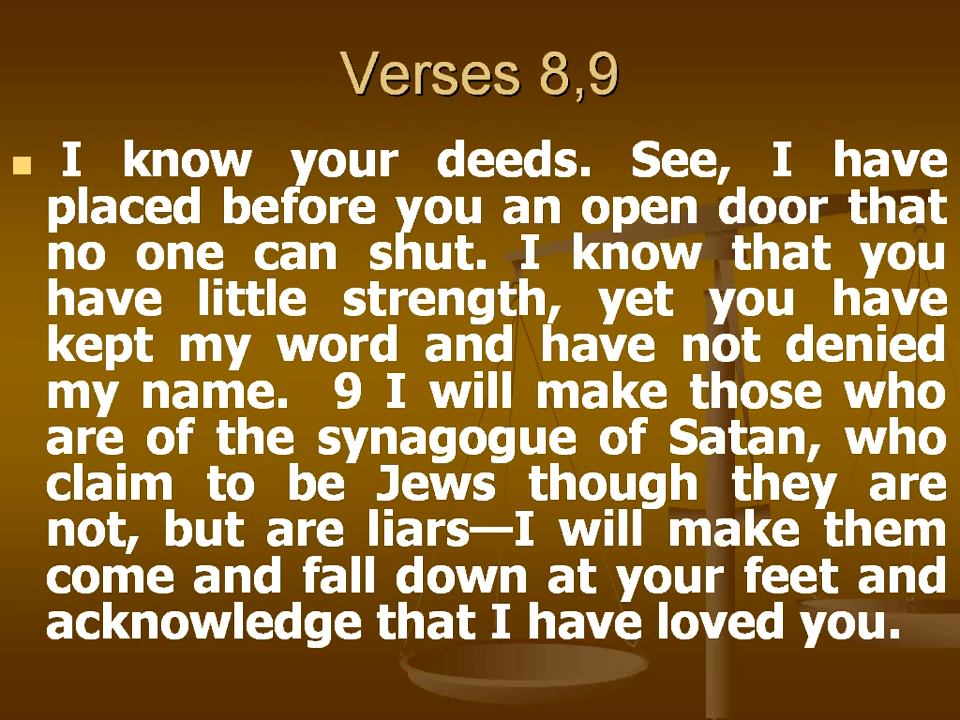 Verses 8,9
I know your deeds. See, I have
placed before you an open door that
no one can shut. I know that you
have little strength, yet you have
kept my word and have not denied
my name. 9 I will make those who
are of the synagogue of Satan, who
claim to be Jews though they are
not, but are liars—I will make them
come and fall down at your feet and
acknowledge that I have loved you.